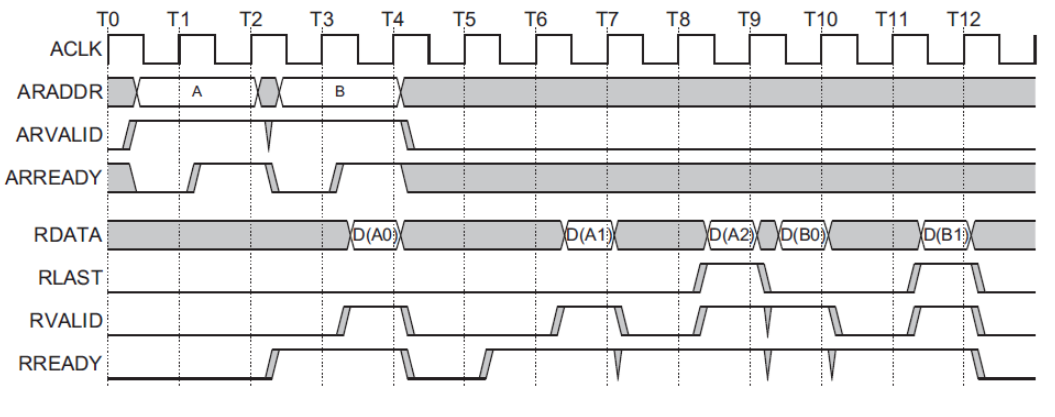 T0 T1 T2 T3 T4 T5 T6 T7 T8 T9 T10 T11 T12
ACLK
ARADDR A B
ARVALID
ARREADY
RDATA D(A0) D(A1) D(A2) D(B0) D(B1)
RLAST
RVALID
RREADY